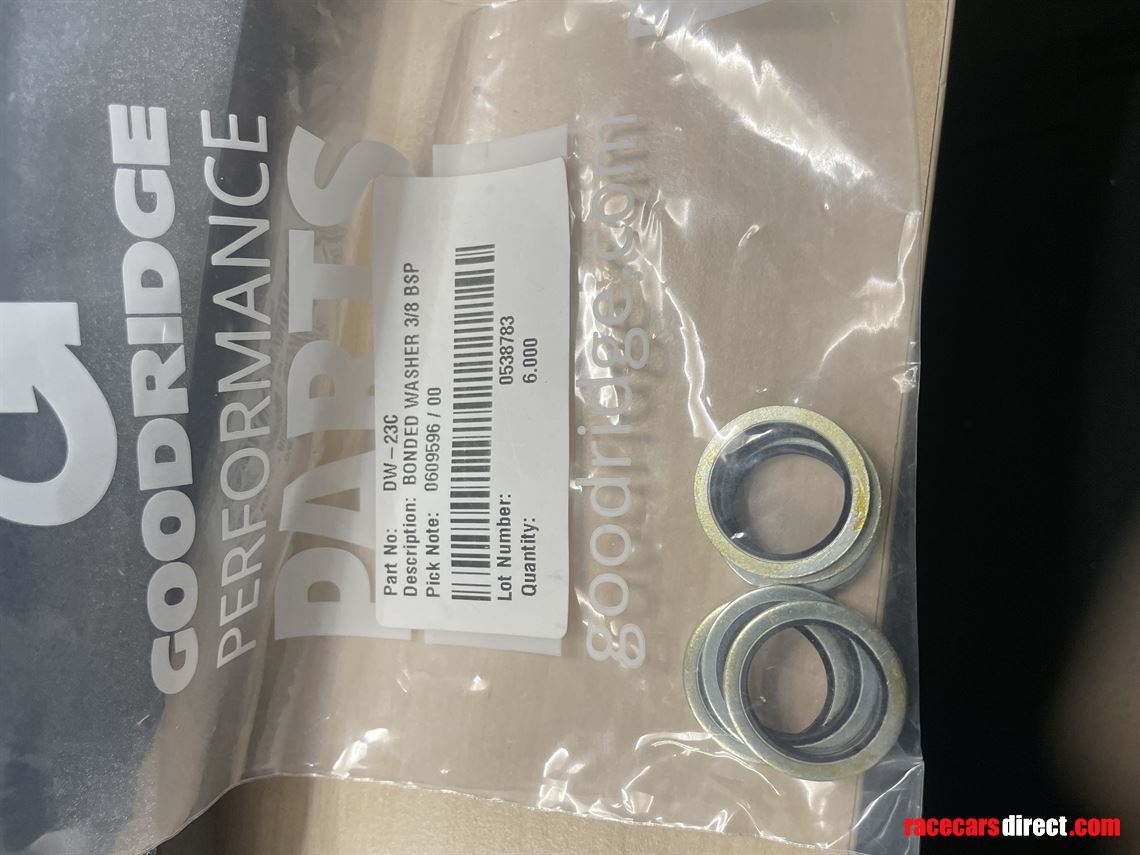 GOODRIDGE
PERFORMANCE
PARTS
Part No: DW-23C
Description: BONDED WASHER 3/8 BSP
Pick Note: 0609596 / 00
Lot Number: 0538783
Quantity: 6.000
goodridge.com
racecarsdirect.com